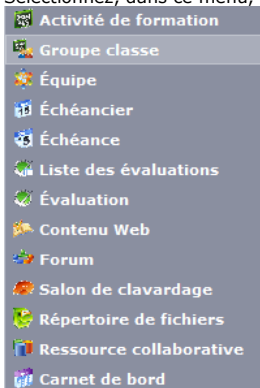 Sélectionnez, dans ce menu,
Activité de formation
Groupe classe
Équipe
Échéancier
Échéance
Liste des évaluations
Évaluation
Contenu Web
Forum
Salon de clavardage
Répertoire de fichiers
Ressource collaborative
Carnet de bord